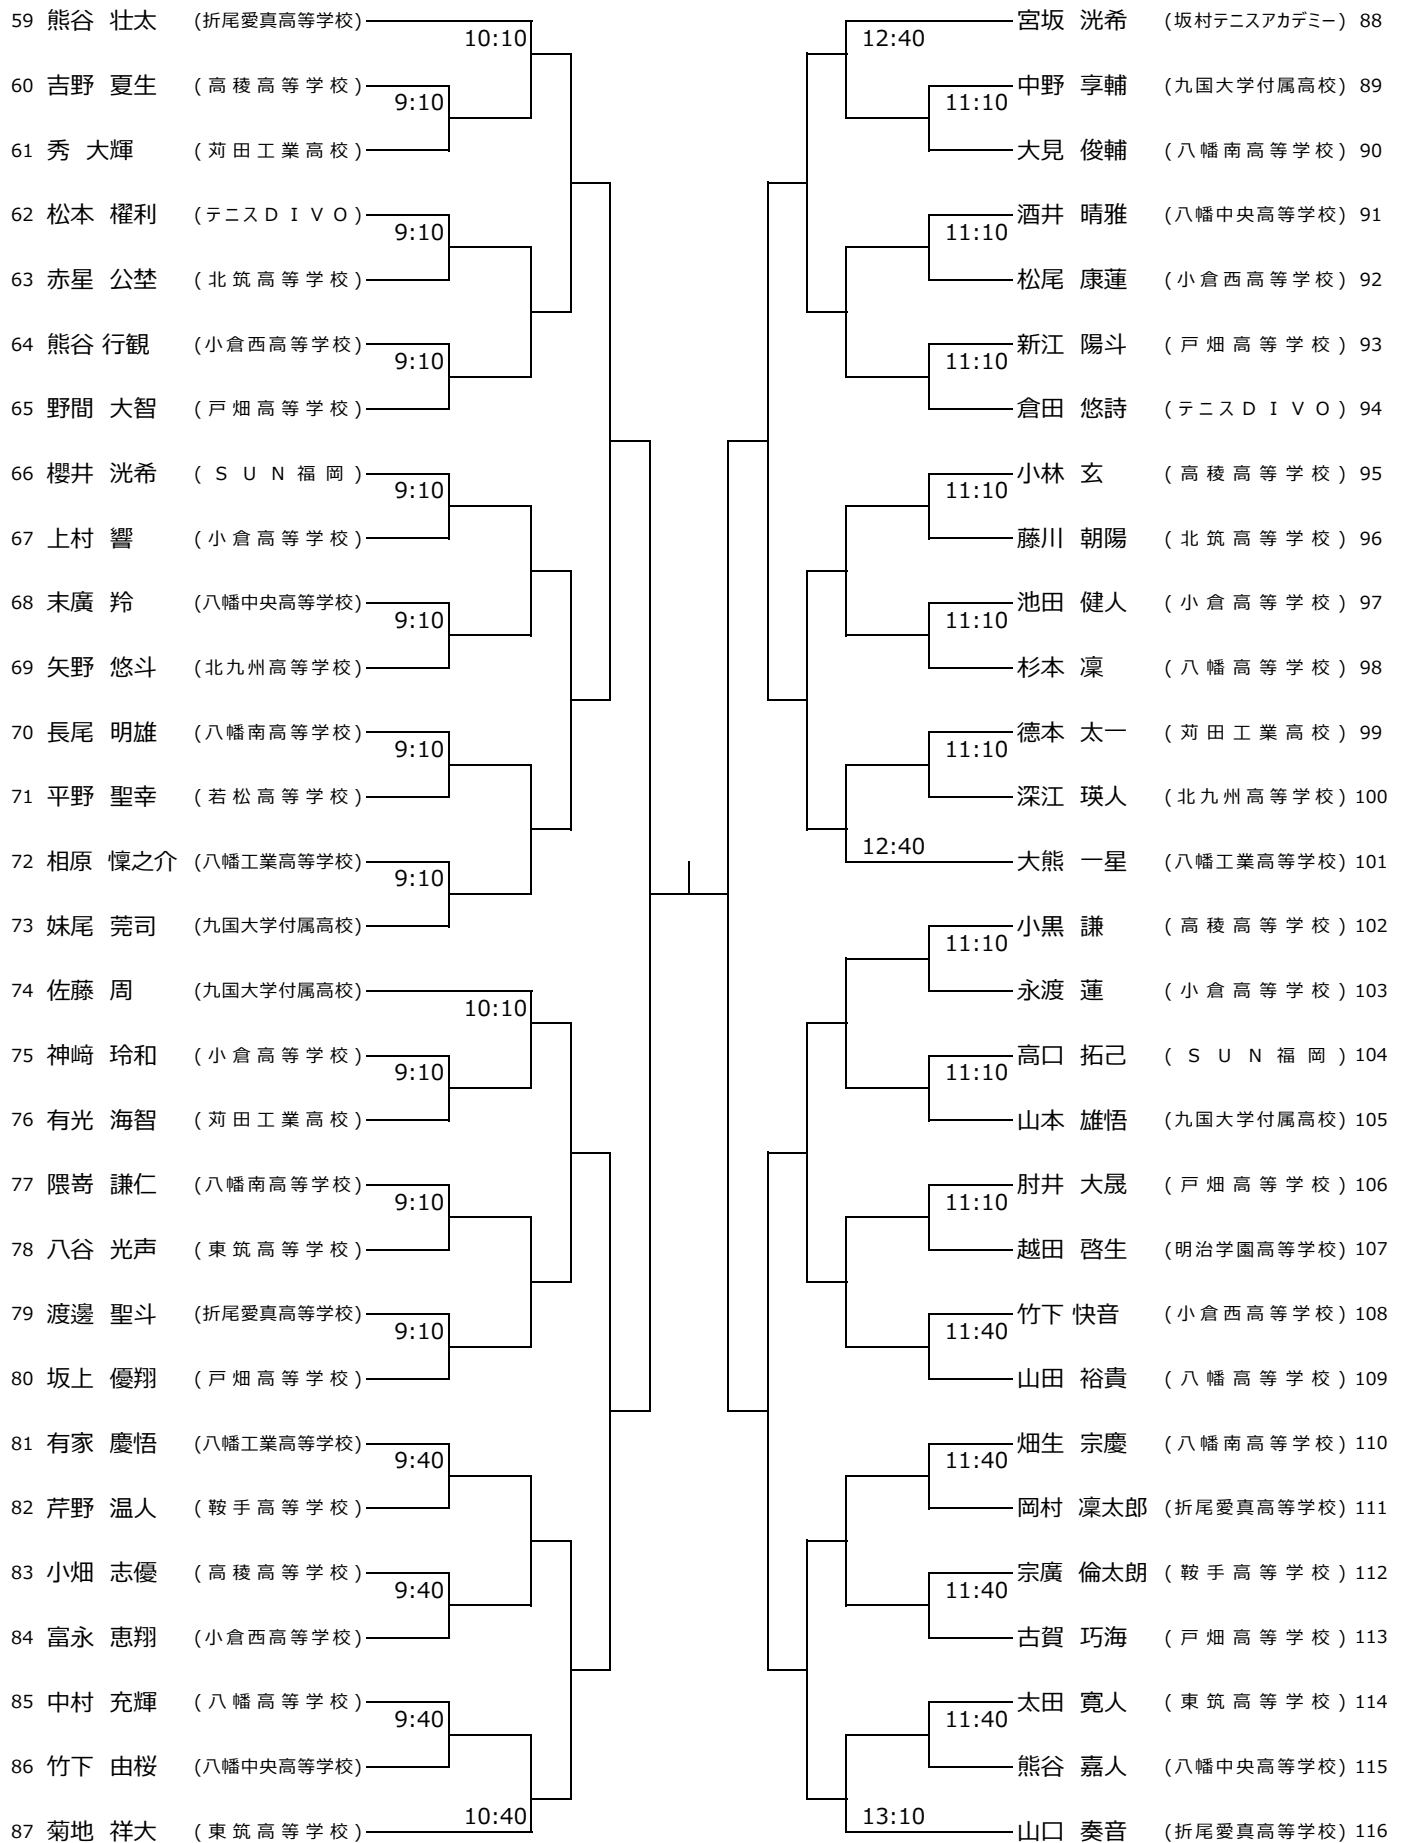 59 熊谷 壮太 (折尾愛真高等学校)
10:10
60 吉野 夏生 (高稜高等学校)
9:10
61 秀 大輝 (苅田工業高校)
62 松本 櫂利 (テニスDIVO)
9:10
63 赤星 公埜 (北筑高等学校)
64 熊谷 行観 (小倉西高等学校)
9:10
65 野間 大智 (戸畑高等学校)
66 櫻井 洸希 (SUN福岡)
9:10
67 上村 響 (小倉高等学校)
68 末廣 羚 (八幡中央高等学校)
9:10
69 矢野 悠斗 (北九州高等学校)
70 長尾 明雄 (八幡南高等学校)
9:10
71 平野 聖幸 (若松高等学校)
72 相原 懍之介 (八幡工業高等学校)
9:10
73 妹尾 莞司 (九国大学付属高校)
74 佐藤 周 (九国大学付属高校)
10:10
75 神﨑 玲和 (小倉高等学校)
9:10
76 有光 海智 (苅田工業高校)
77 隈嵜 謙仁 (八幡南高等学校)
9:10
78 八谷 光声 (東筑高等学校)
79 渡邊 聖斗 (折尾愛真高等学校)
9:10
80 坂上 優翔 (戸畑高等学校)
81 有家 慶悟 (八幡工業高等学校)
9:40
82 芹野 温人 (鞍手高等学校)
83 小畑 志優 (高稜高等学校)
9:40
84 富永 恵翔 (小倉西高等学校)
85 中村 充輝 (八幡高等学校)
9:40
86 竹下 由桜 (八幡中央高等学校)
10:40
87 菊地 祥大 (東筑高等学校)
宮坂 洸希 (坂村テニスアカデミー) 88
12:40
中野 享輔 (九国大学付属高校) 89
11:10
大見 俊輔 (八幡南高等学校) 90
酒井 晴雅 (八幡中央高等学校) 91
11:10
松尾 康蓮 (小倉西高等学校) 92
新江 陽斗 (戸畑高等学校) 93
11:10
倉田 悠詩 (テニスDIVO) 94
小林 玄 (高稜高等学校) 95
11:10
藤川 朝陽 (北筑高等学校) 96
池田 健人 (小倉高等学校) 97
11:10
杉本 凜 (八幡高等学校) 98
德本 太一 (苅田工業高校) 99
11:10
深江 瑛人 (北九州高等学校) 100
12:40
大熊 一星 (八幡工業高等学校) 101
小黒 謙 (高稜高等学校) 102
11:10
永渡 蓮 (小倉高等学校) 103
高口 拓己 (SUN福岡) 104
11:10
山本 雄悟 (九国大学付属高校) 105
肘井 大晟 (戸畑高等学校) 106
11:10
越田 啓生 (明治学園高等学校) 107
竹下 快音 (小倉西高等学校) 108
11:40
山田 裕貴 (八幡高等学校) 109
畑生 宗慶 (八幡南高等学校) 110
11:40
岡村 凜太郎 (折尾愛真高等学校) 111
宗廣 倫太朗 (鞍手高等学校) 112
11:40
古賀 巧海 (戸畑高等学校) 113
太田 寛人 (東筑高等学校) 114
11:40
熊谷 嘉人 (八幡中央高等学校) 115
13:10
山口 奏音 (折尾愛真高等学校) 116